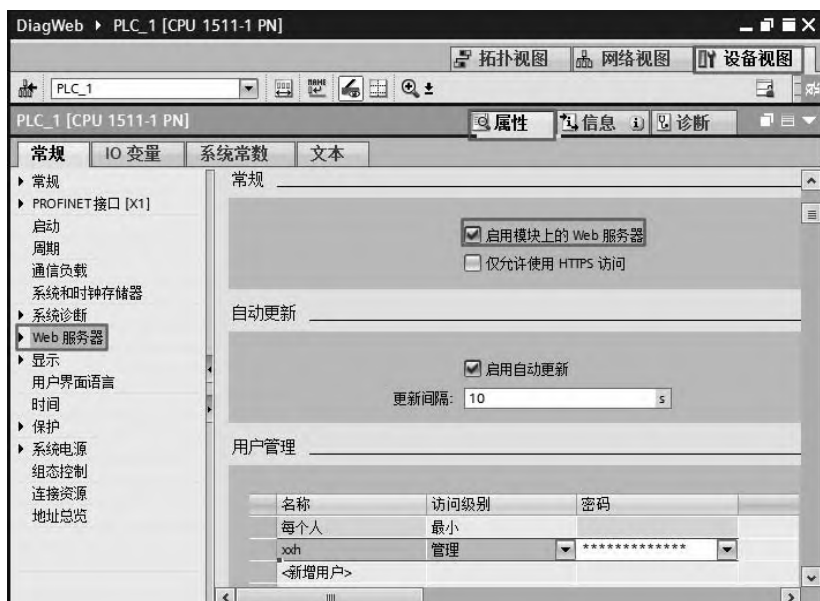 DiagWeb ▸ PLC_1 [CPU 1511-1 PN]
拓扑视图 网络视图 设备视图
PLC_1
PLC_1 [CPU 1511-1 PN] 属性 信息 诊断
常规 IO 变量 系统常数 文本
常规
PROFINET接口 [X1]
启动
周期
通信负载
系统和时钟存储器
系统诊断
Web 服务器
显示
用户界面语言
时间
保护
系统电源
组态控制
连接资源
地址总览
常规
启用模块上的 Web 服务器
仅允许使用 HTTPS 访问
自动更新
启用自动更新
更新间隔: 10 s
用户管理
名称 访问级别 密码
每个人 最小
xxh 管理 *************
<新增用户>